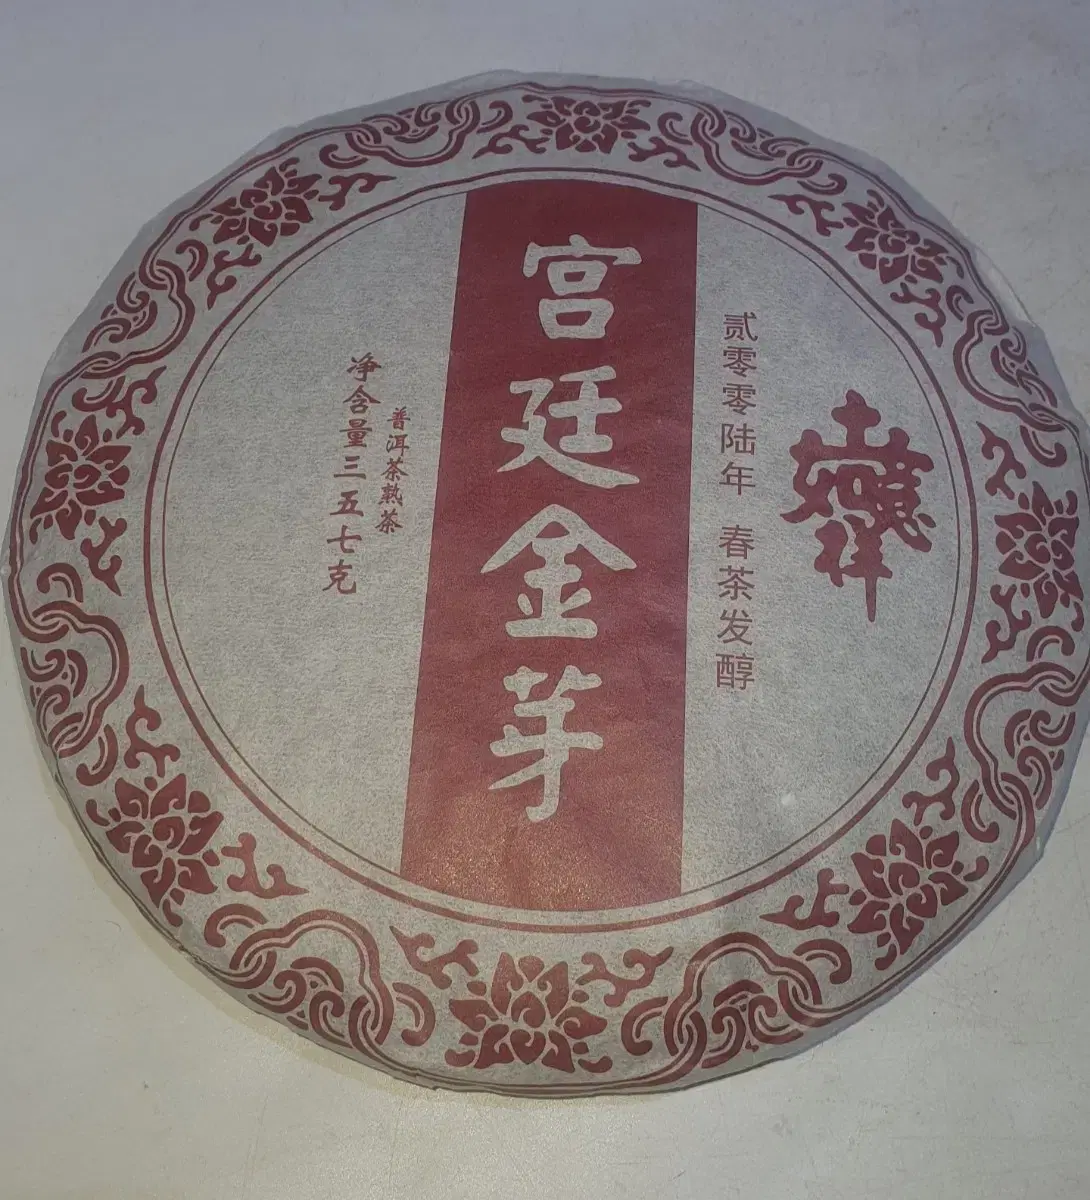 贰零零陆年 春茶发醇
宫廷金芽
普洱茶熟茶
净含量三五七克